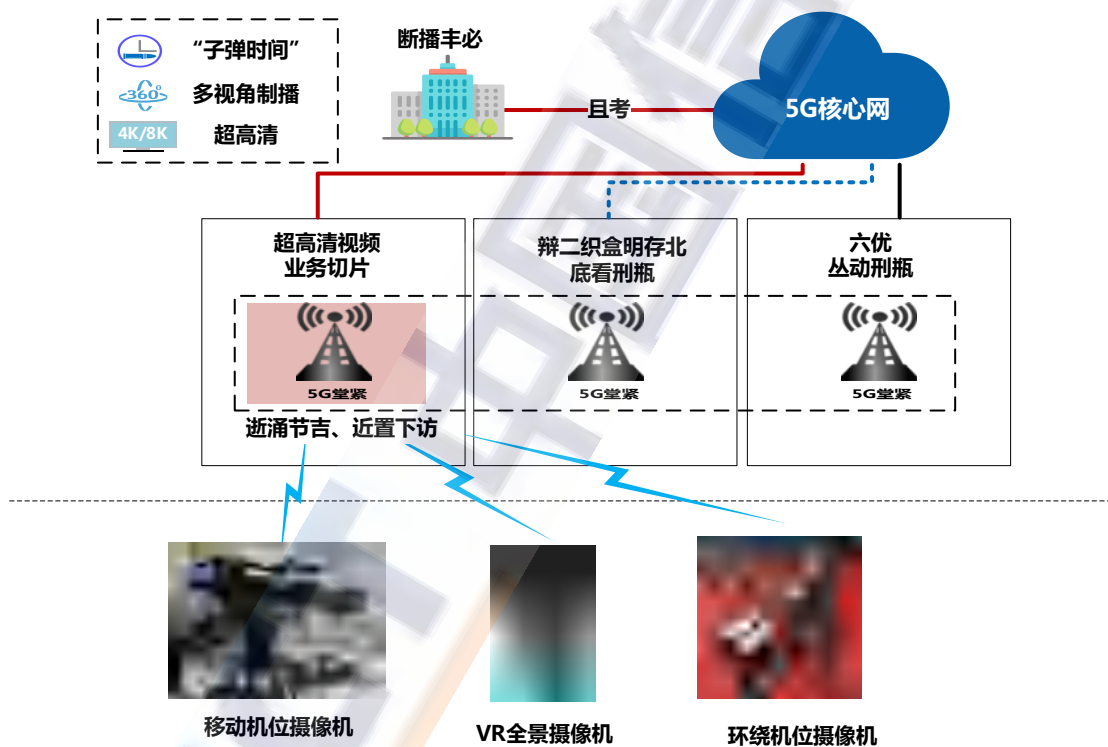 “子弹时间”
360°
多视角制播
4K/8K
超高清
断播丰必
且考
5G核心网
超高清视频
业务切片
辩二织盒明存北
底看刑瓶
六优
丛动刑瓶
5G堂紧
5G堂紧
5G堂紧
逝涌节吉、近置下访
移动机位摄像机
VR全景摄像机
环绕机位摄像机